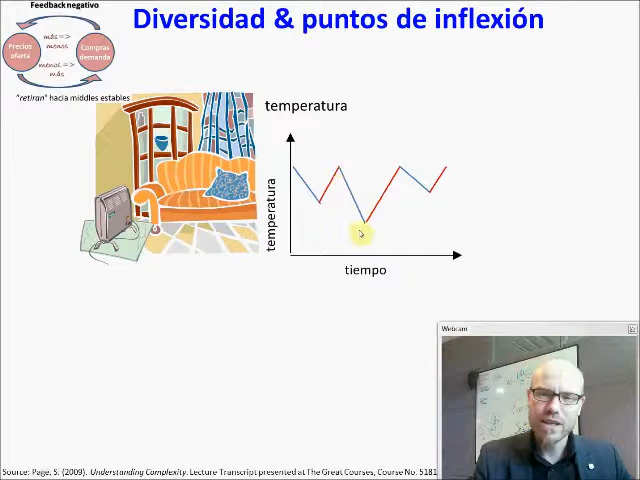 Feedback negativo
Diversidad & puntos de inflexión
Precios
oferta
más =>
menos
Compras
demanda
menos =>
más
"retiran" hacia middles estables
temperatura
temperatura
tiempo
Webcam
Source: Page, S. (2009). Understanding Complexity. Lecture Transcript presented at The Great Courses, Course No. 5181